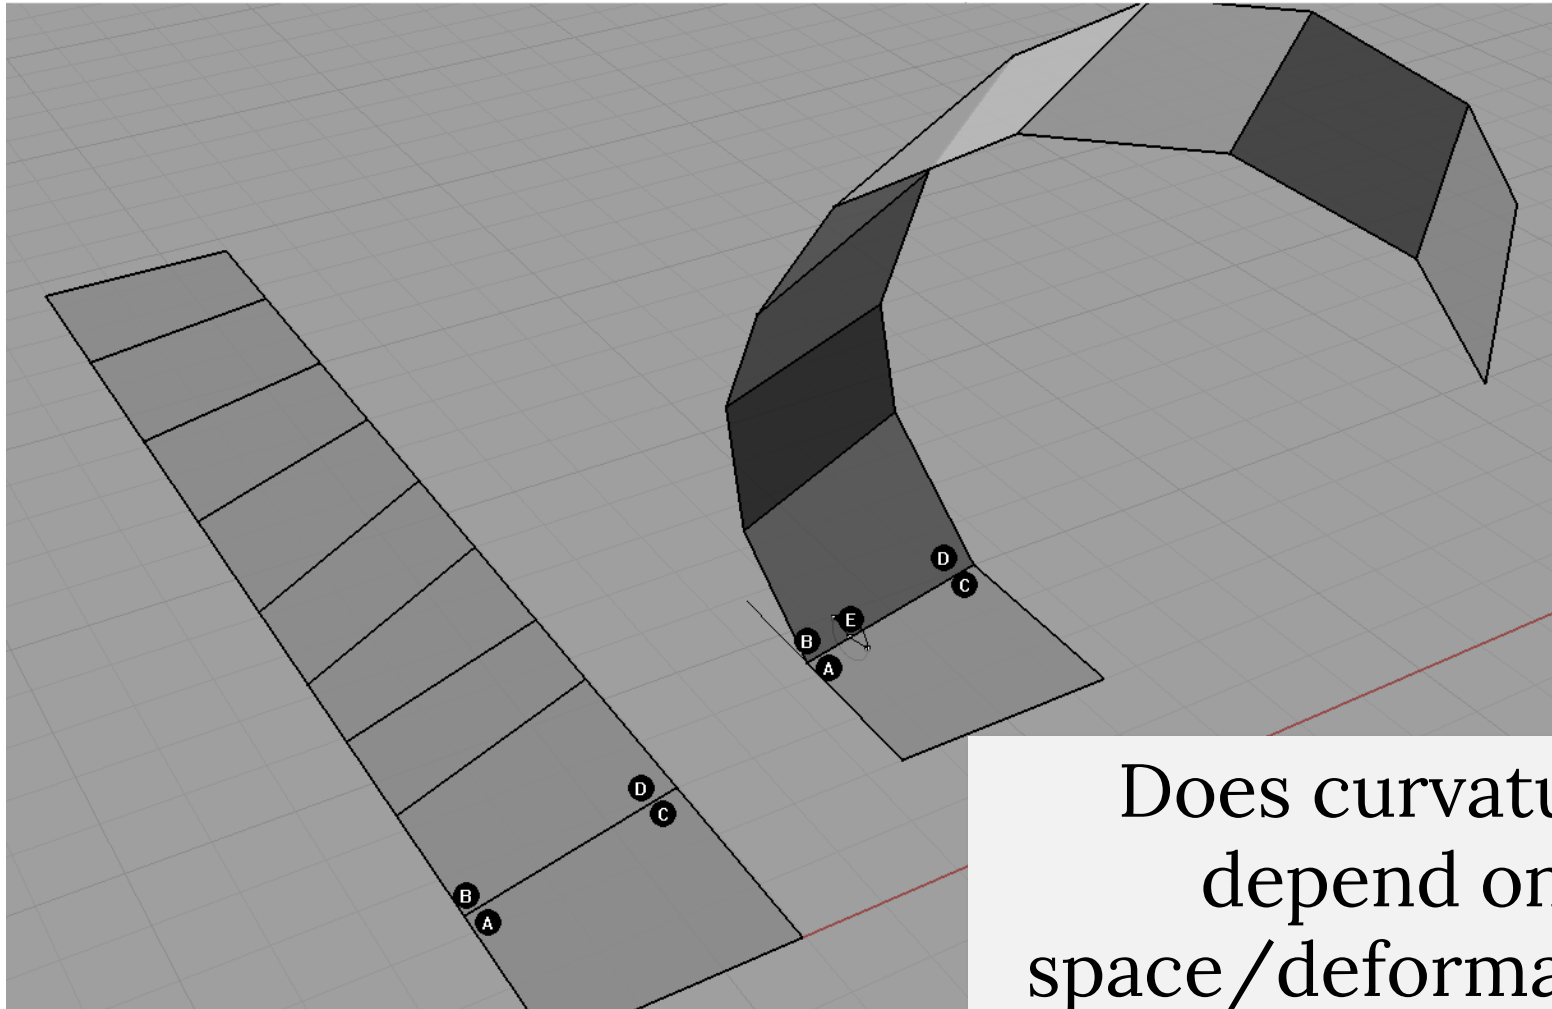 D
C
E
B
A
D
C
B
A
Does curvatu
depend on
space/deforma